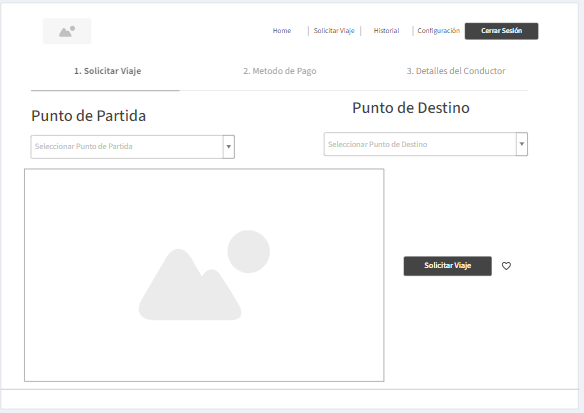 Home | Solicitar Viaje | Historial | Configuración Cerrar Sesión
1. Solicitar Viaje 2. Metodo de Pago 3. Detalles del Conductor
Punto de Partida Punto de Destino
Seleccionar Punto de Partida Seleccionar Punto de Destino
Solicitar Viaje